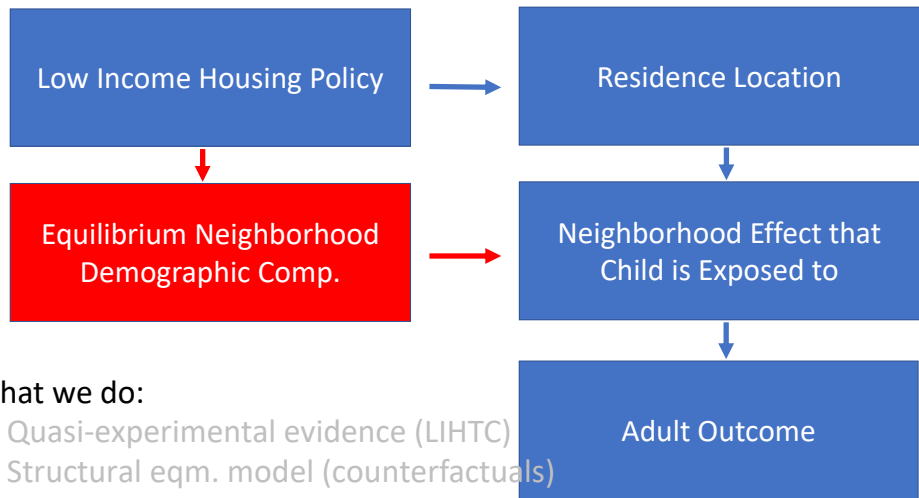 Low Income Housing Policy
Residence Location
Equilibrium Neighborhood
Demographic Comp.
Neighborhood Effect that
Child is Exposed to
hat we do:
Quasi-experimental evidence (LIHTC)
Structural eqm. model (counterfactuals)
Adult Outcome